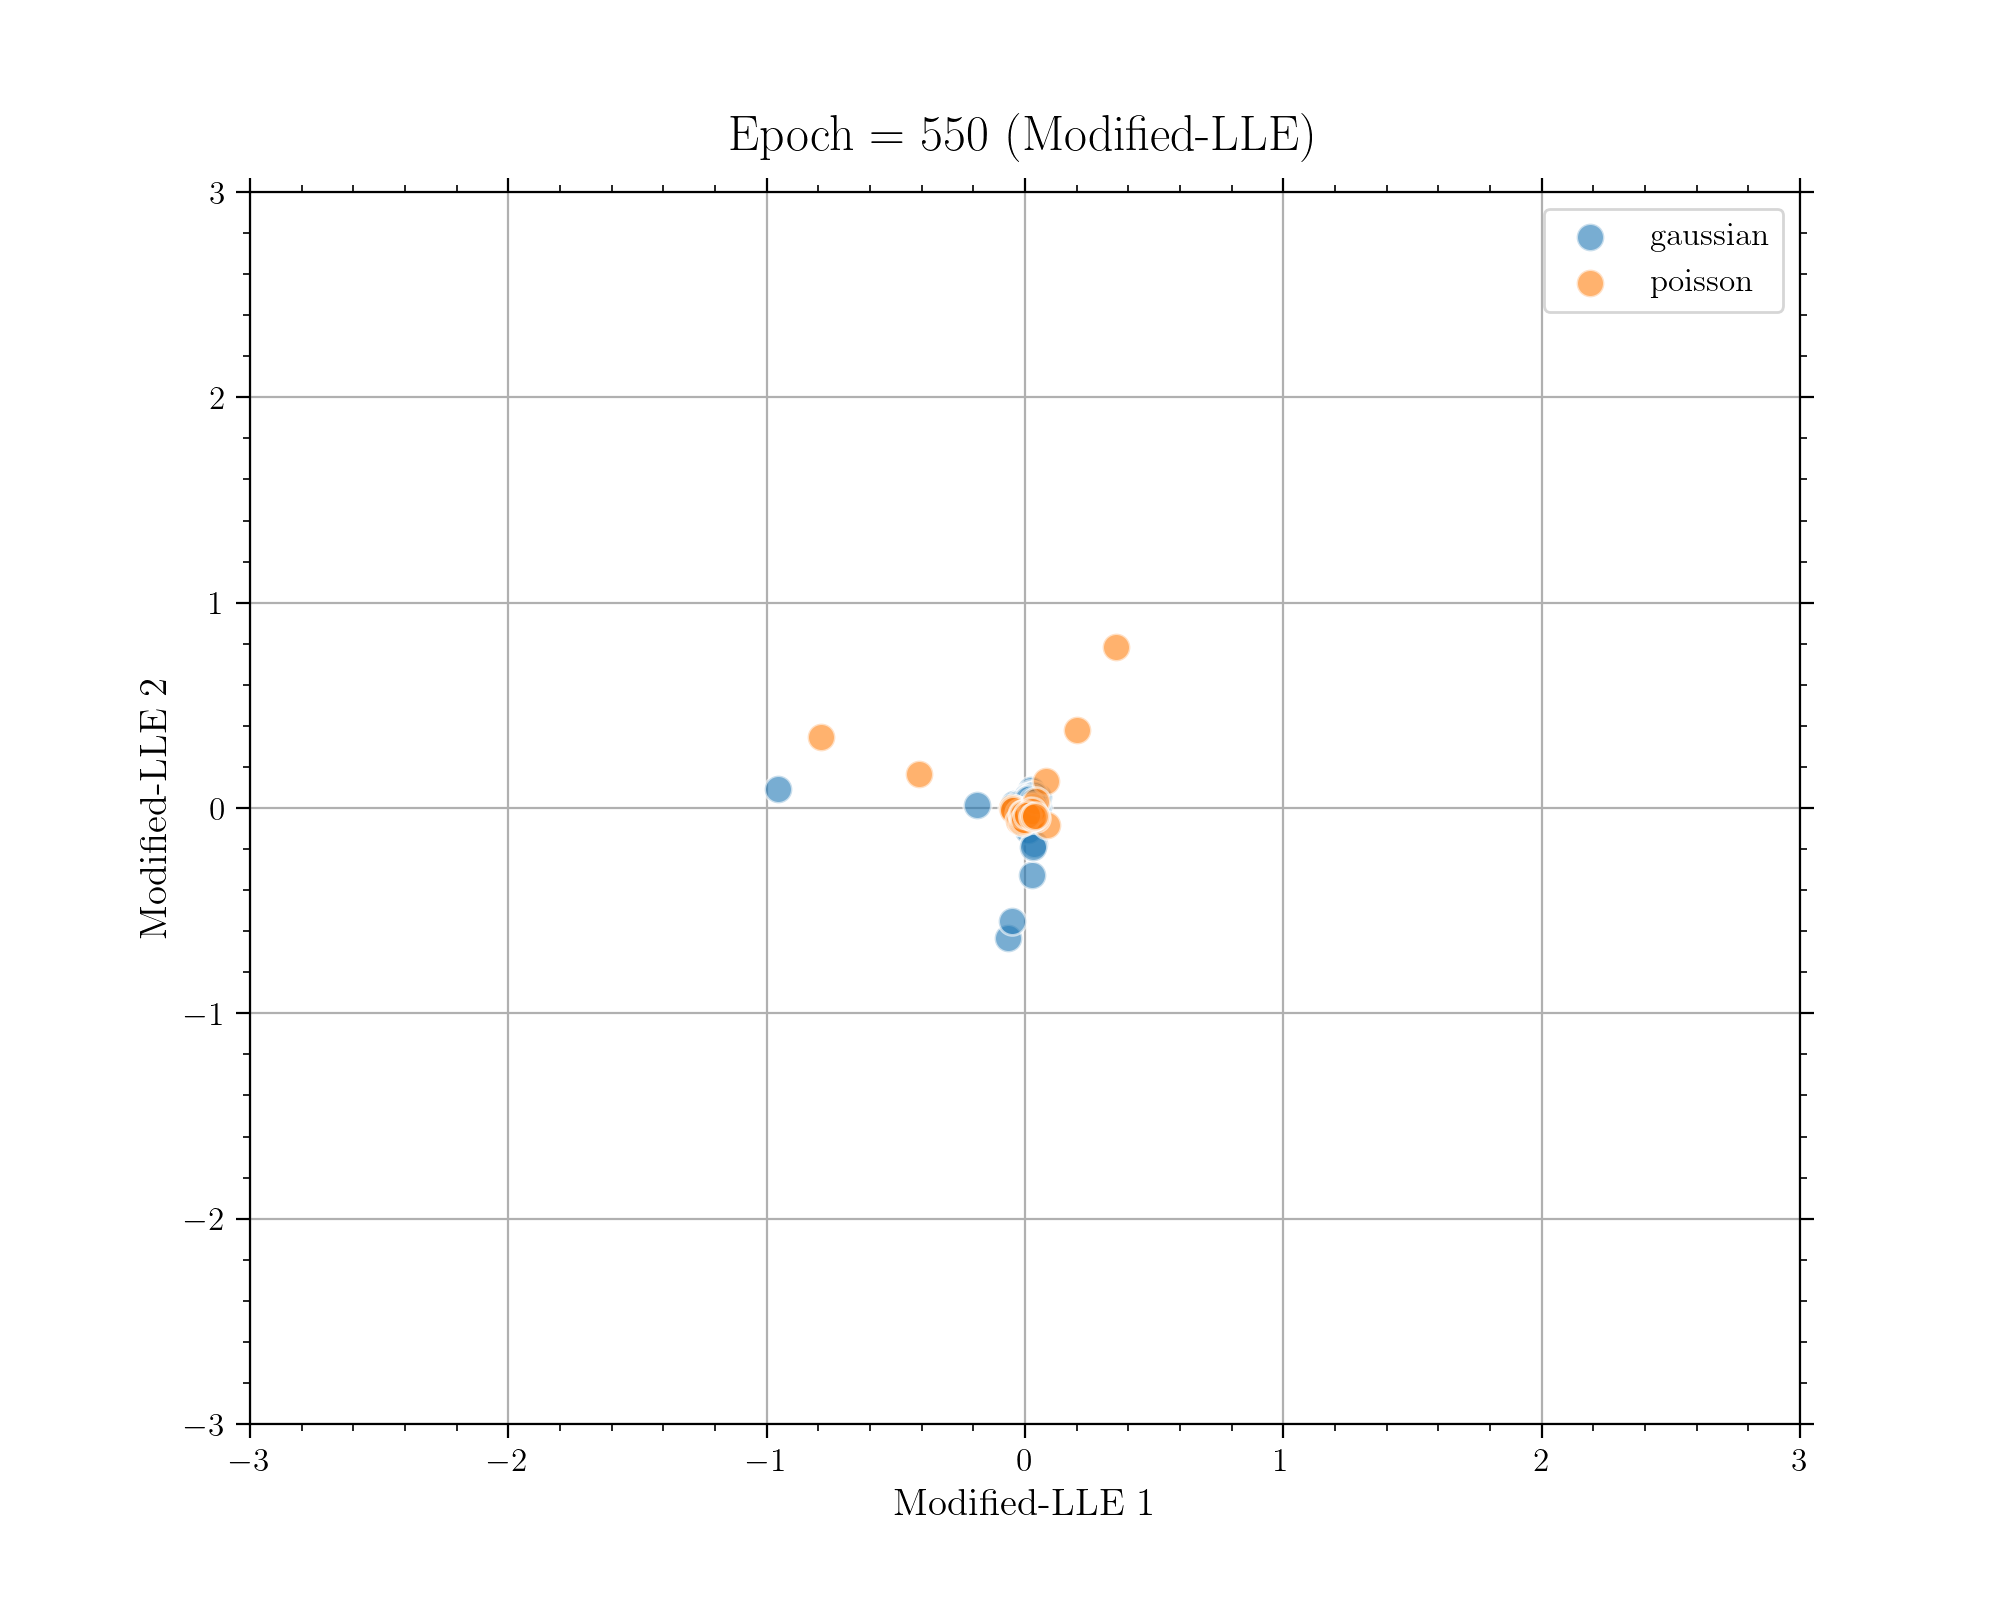 Epoch = 550 (Modified-LLE)
gaussian
poisson
3
2
1
0
−1
−2
−3
Modified-LLE 2
−3
−2
−1
0
1
2
3
Modified-LLE 1